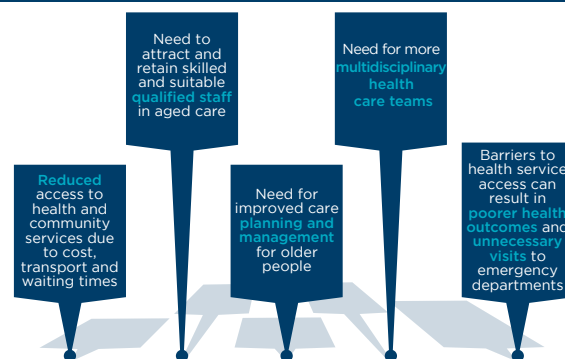 Reduced
access to
health and
community
services due
to cost,
transport and
waiting times
Need to
attract and
retain skilled
and suitable
qualified staff
in aged care
Need for
improved care
planning and
management
for older
people
Need for more
multidisciplinary
health
care teams
Barriers to
health service
access can
result in
poorer health
outcomes and
unnecessary
visits to
emergency
departments